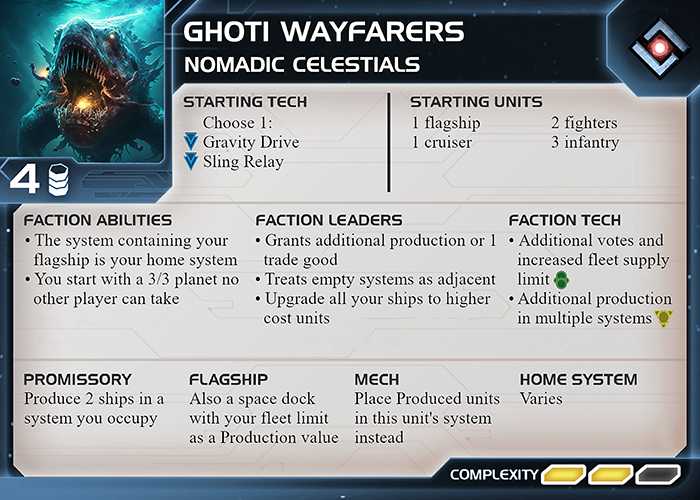 GHOTI WAYFARERS
NOMADIC CELESTIALS
4
STARTING TECH
Choose 1:
Gravity Drive
Sling Relay
STARTING UNITS
1 flagship
2 fighters
1 cruiser
3 infantry
FACTION ABILITIES
• The system containing your
flagship is your home system
• You start with a 3/3 planet no
other player can take
FACTION LEADERS
• Grants additional production or 1
trade good
• Treats empty systems as adjacent
• Upgrade all your ships to higher
cost units
FACTION TECH
• Additional votes and
increased fleet supply
limit
• Additional production
in multiple systems
PROMISSORY
Produce 2 ships in a
system you occupy
FLAGSHIP
Also a space dock
with your fleet limit
as a Production value
MECH
Place Produced units
in this unit's system
instead
HOME SYSTEM
Varies
COMPLEXITY